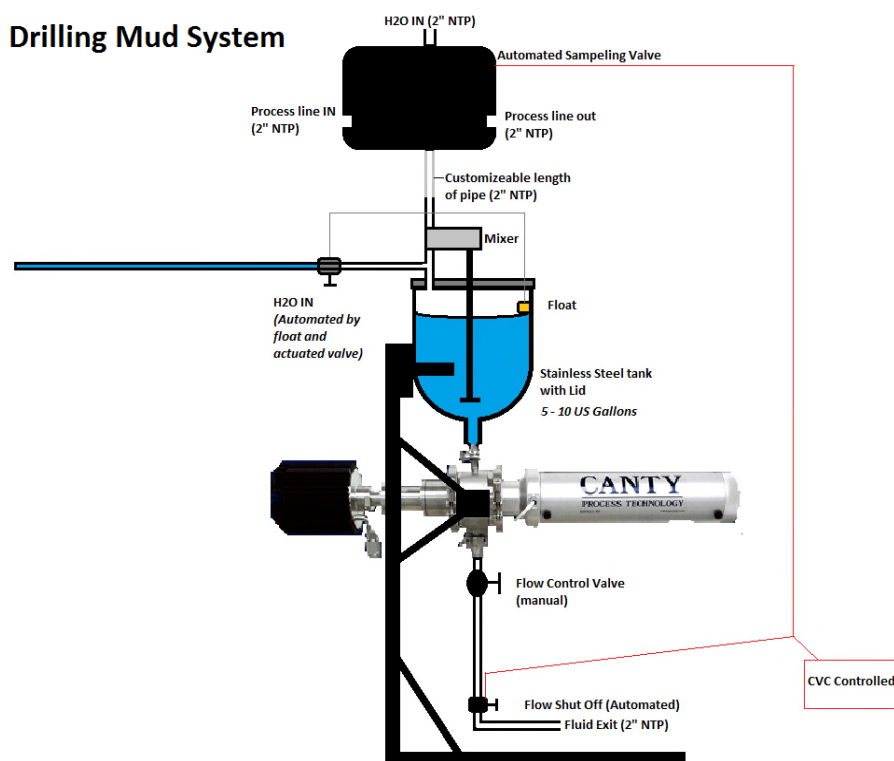 Drilling Mud System
H2O IN (2" NTP)
Automated Sampeling Valve
Process line IN
(2" NTP)
Process line out
(2" NTP)
Customizeable length
of pipe (2" NTP)
Mixer
H2O IN
(Automated by
float and
actuated valve)
Float
Stainless Steel tank
with Lid
5 - 10 US Gallons
CANTY
PROCESS TECHNOLOGY
Flow Control Valve
(manual)
CVC Controlled
Flow Shut Off (Automated)
Fluid Exit (2" NTP)